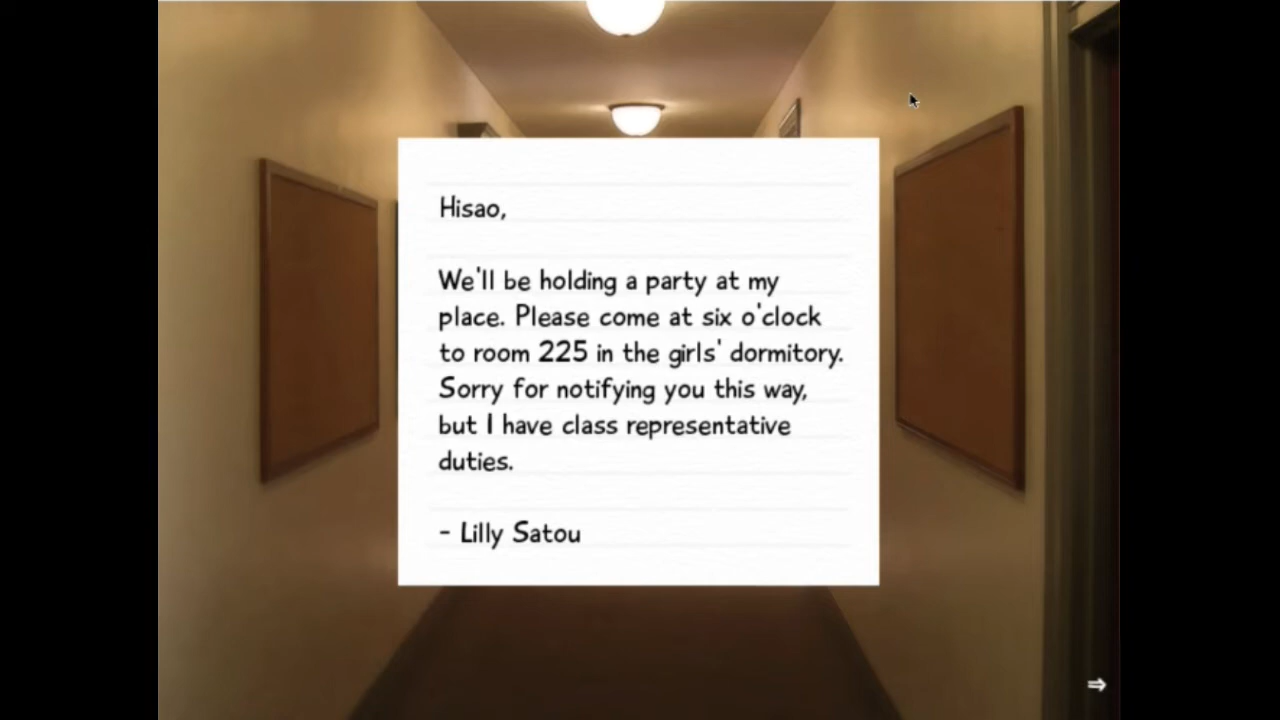 Hisao,
We'll be holding a party at my
place. Please come at six o'clock
to room 225 in the girls' dormitory.
Sorry for notifying you this way,
but I have class representative
duties.
- Lilly Satou